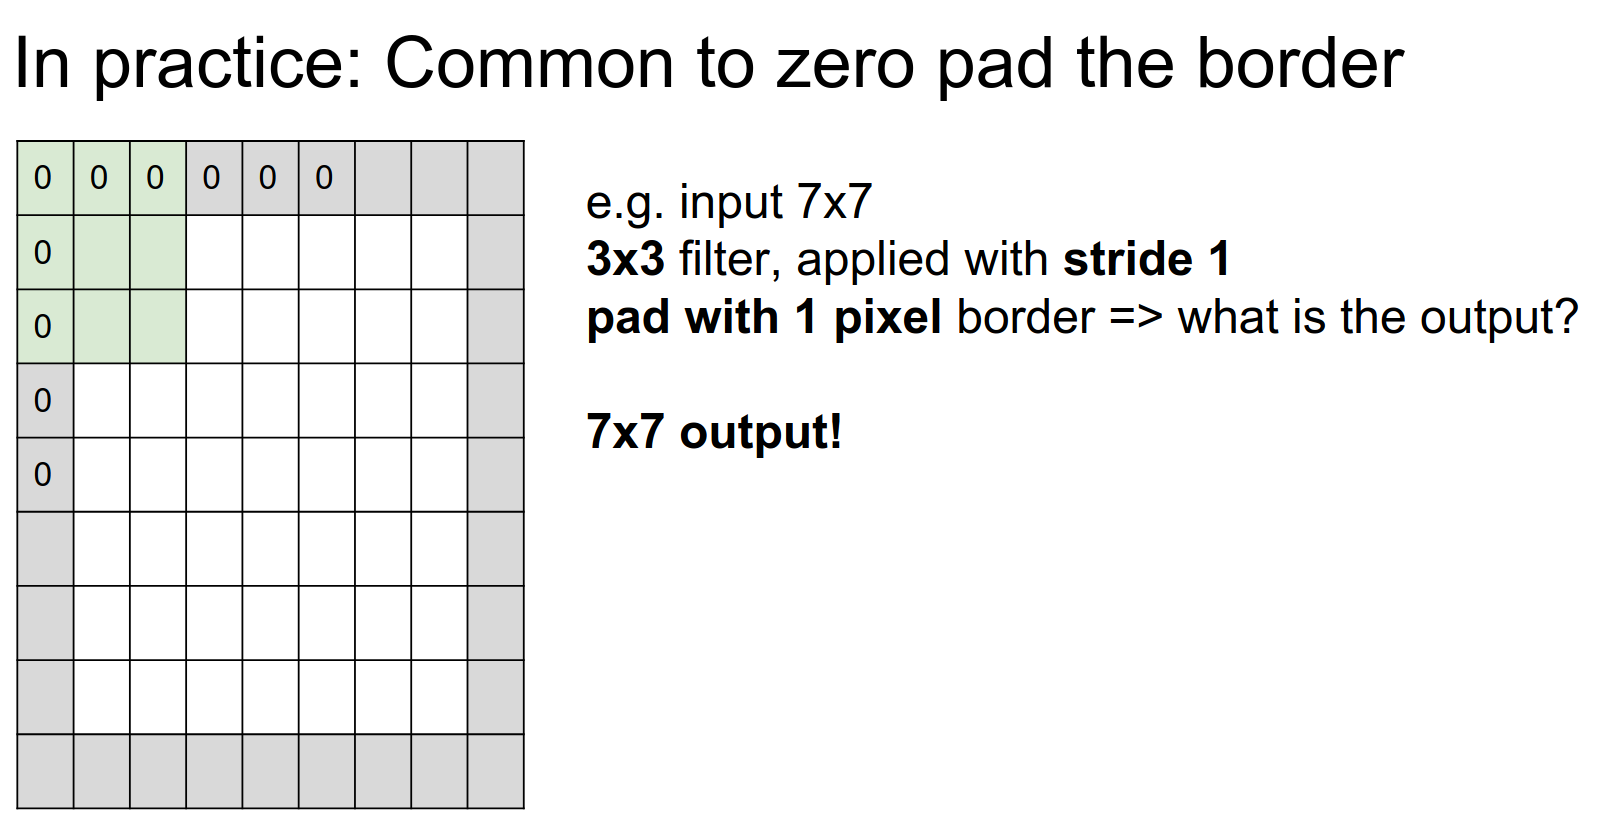 In practice: Common to zero pad the border
0 0 0 0 0 0
0
0
0
0
e.g. input 7x7
3x3 filter, applied with stride 1
pad with 1 pixel border => what is the output?
7x7 output!